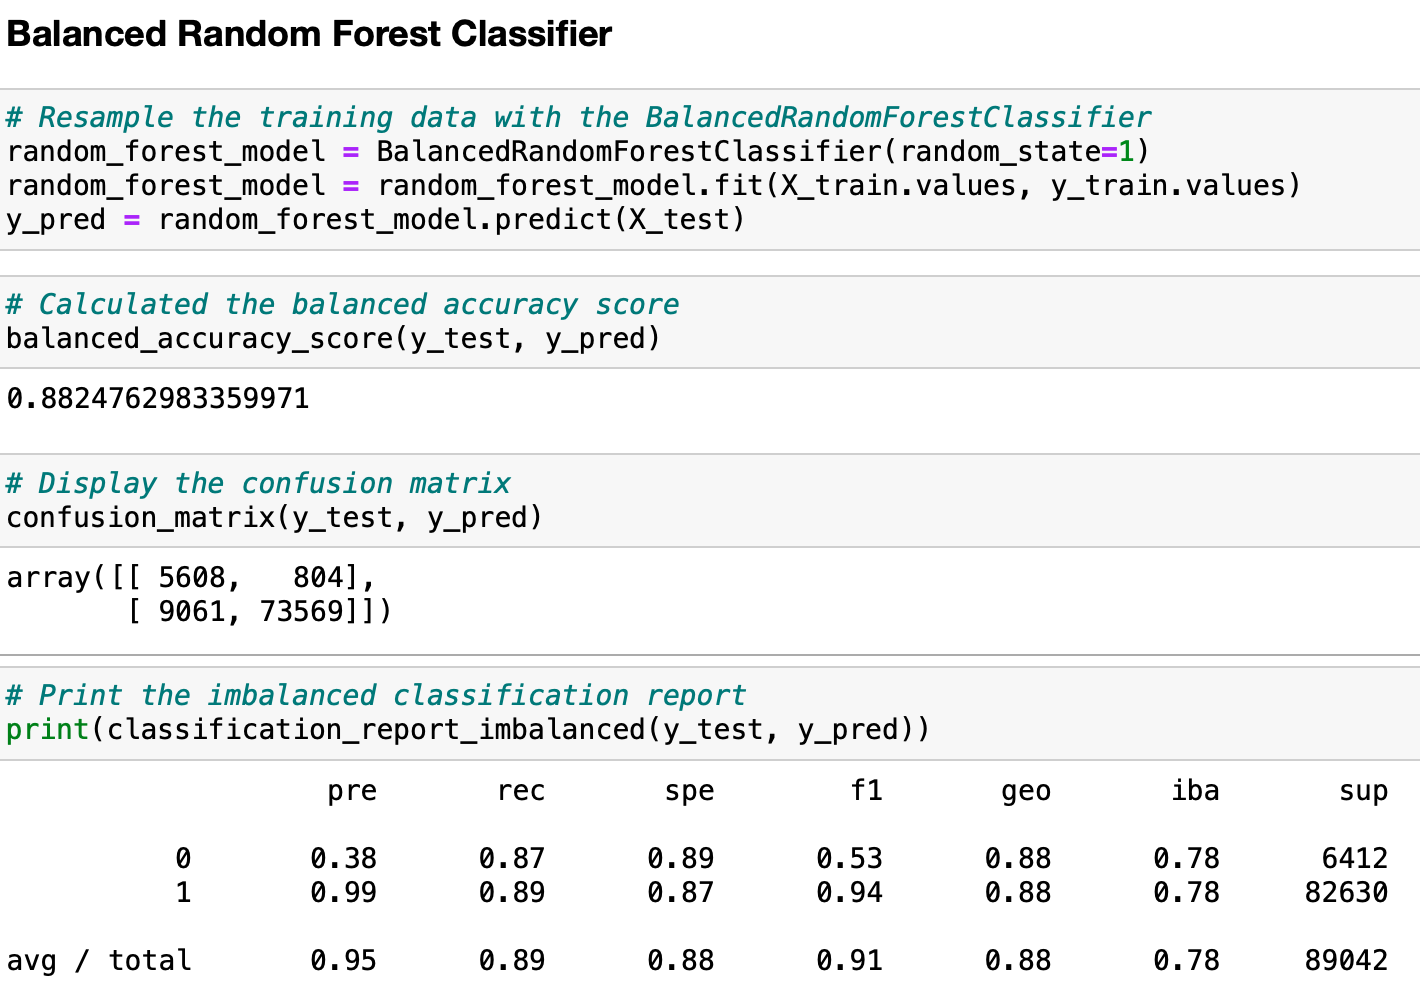 Balanced Random Forest Classifier
# Resample the training data with the BalancedRandomForestClassifier
random_forest_model = BalancedRandomForestClassifier(random_state=1)
random_forest_model = random_forest_model.fit(X_train.values, y_train.values)
y_pred = random_forest_model.predict(X_test)
# Calculated the balanced accuracy score
balanced_accuracy_score(y_test, y_pred)
0.8824762983359971
# Display the confusion matrix
confusion_matrix(y_test, y_pred)
array([[ 5608,   804],
       [ 9061, 73569]])
# Print the imbalanced classification report
print(classification_report_imbalanced(y_test, y_pred))
pre rec spe f1 geo iba sup
0 0.38 0.87 0.89 0.53 0.88 0.78 6412
1 0.99 0.89 0.87 0.94 0.88 0.78 82630
avg / total 0.95 0.89 0.88 0.91 0.88 0.78 89042